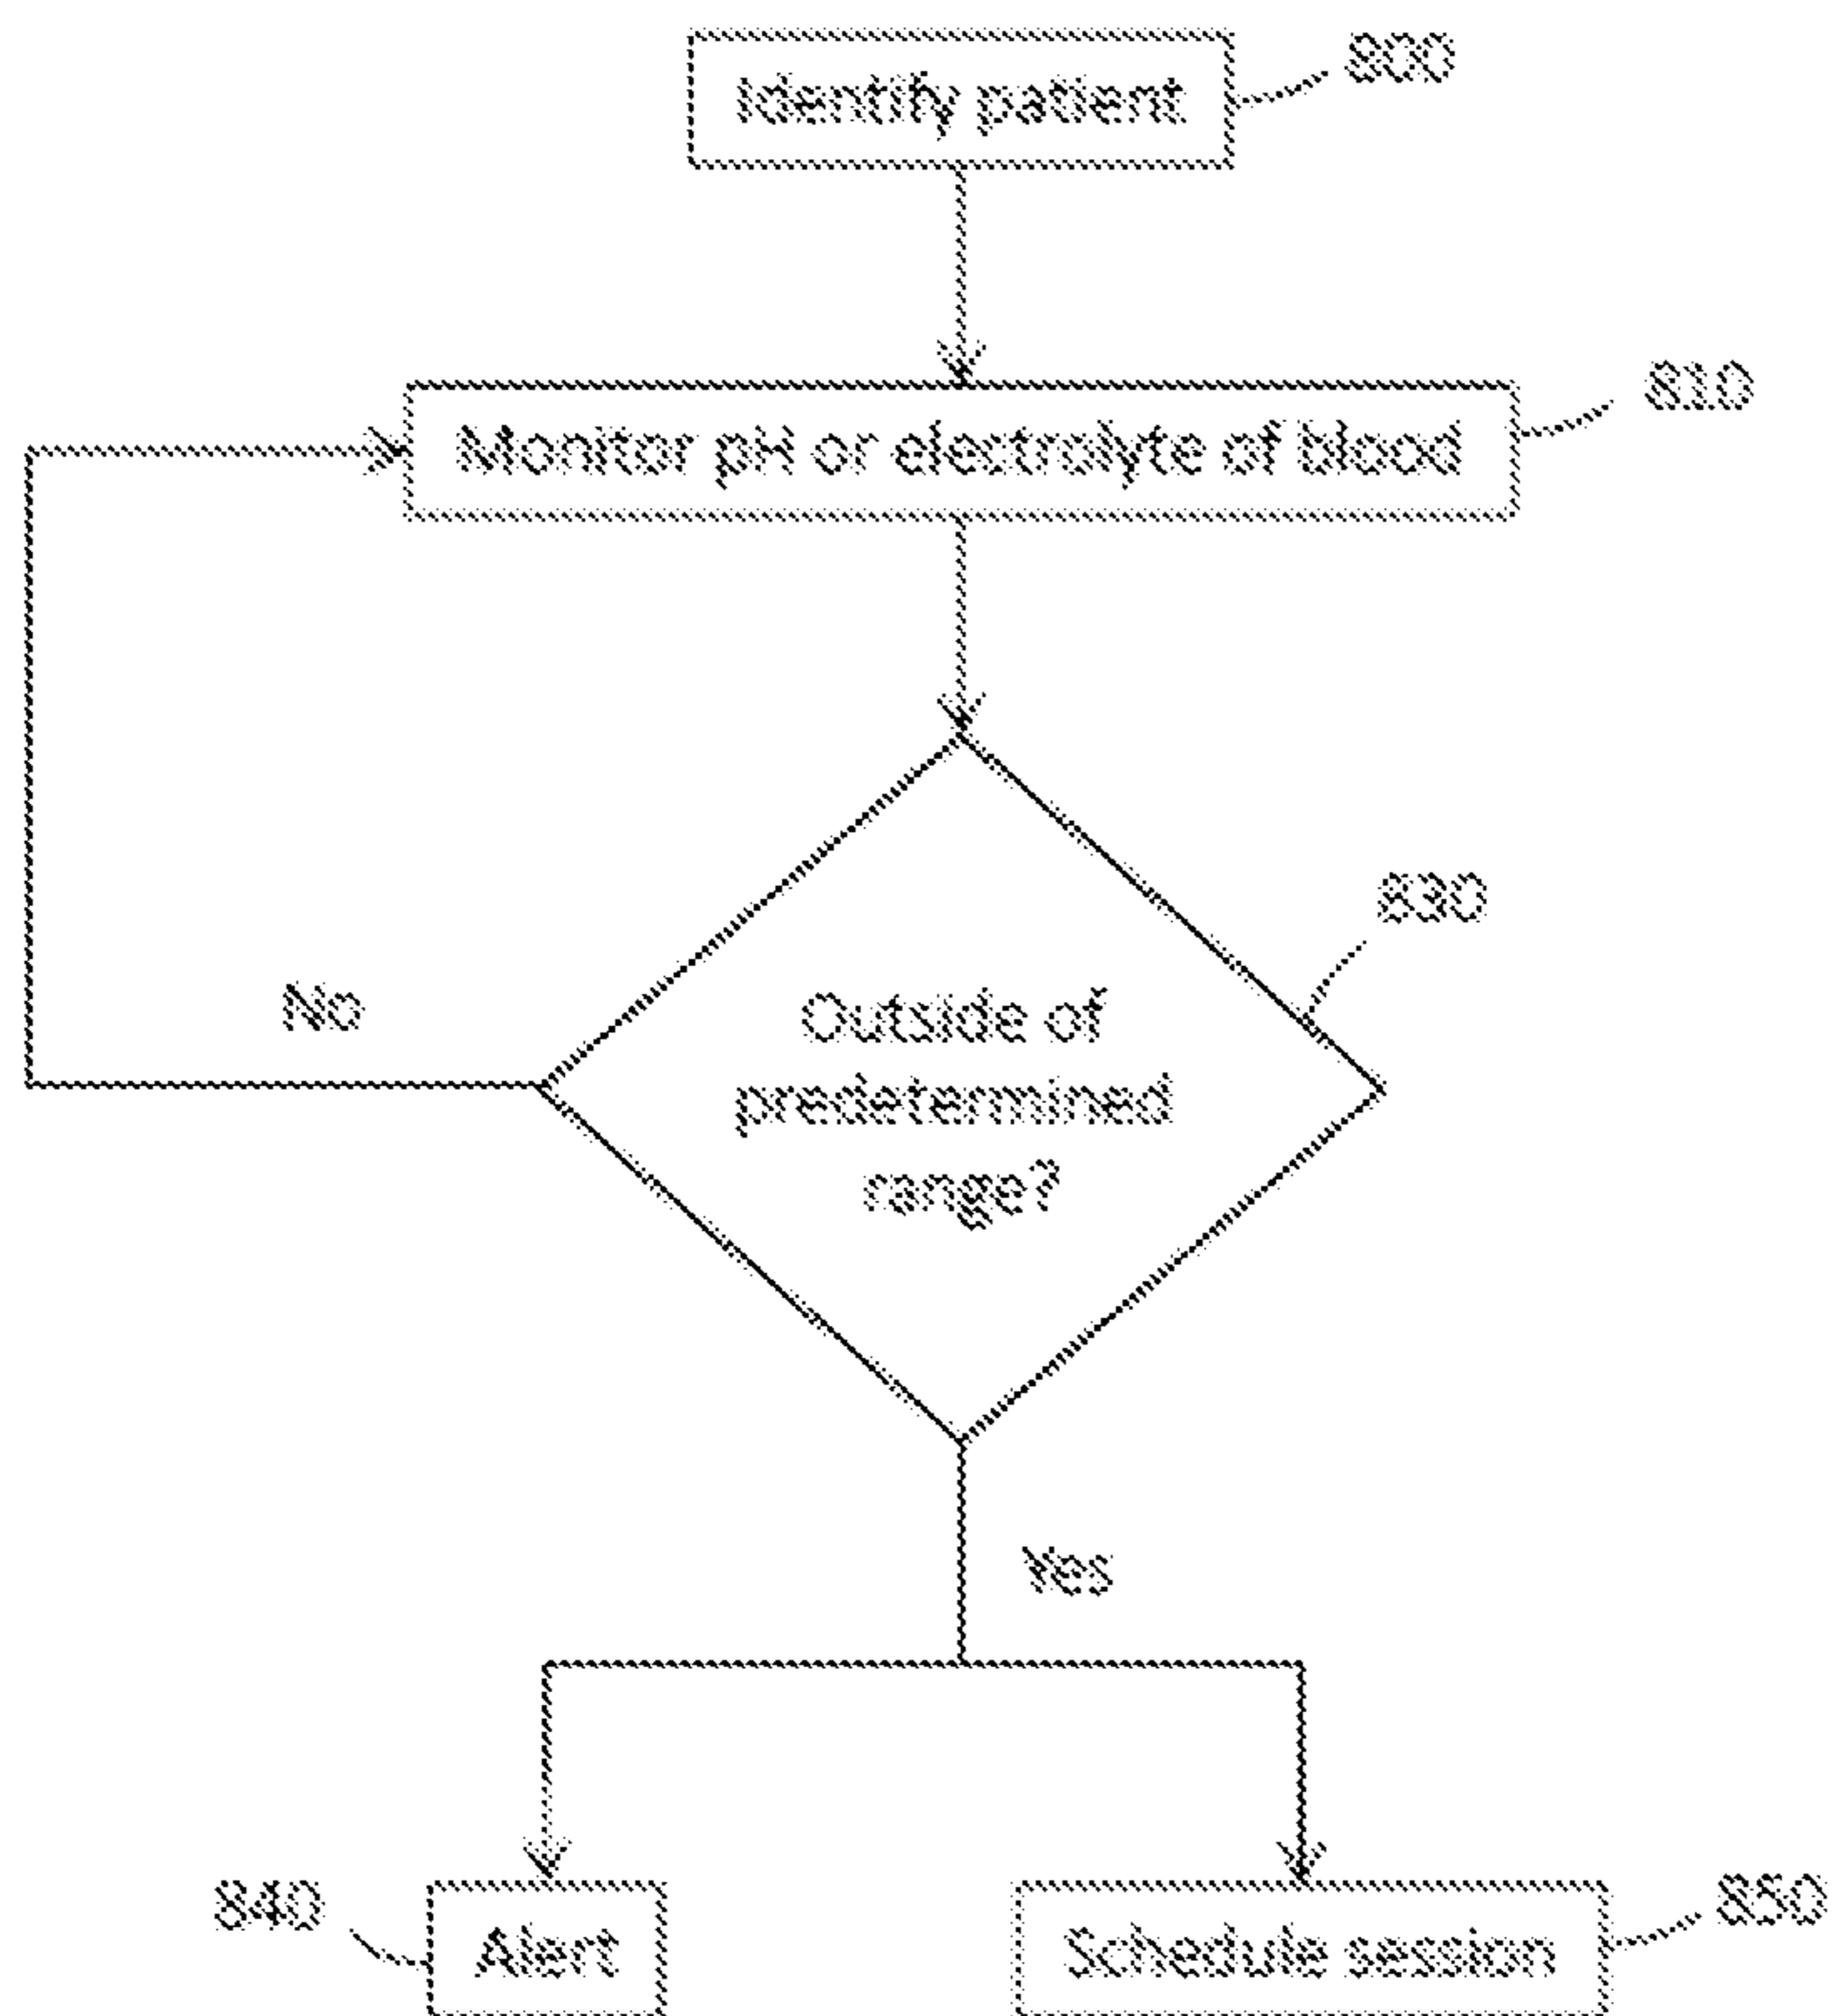 Identify patient
800
Monitor pH or electrolyte of blood
810
830
No
Outside of
predetermined
range?
Yes
840
Alert
Schedule session
850